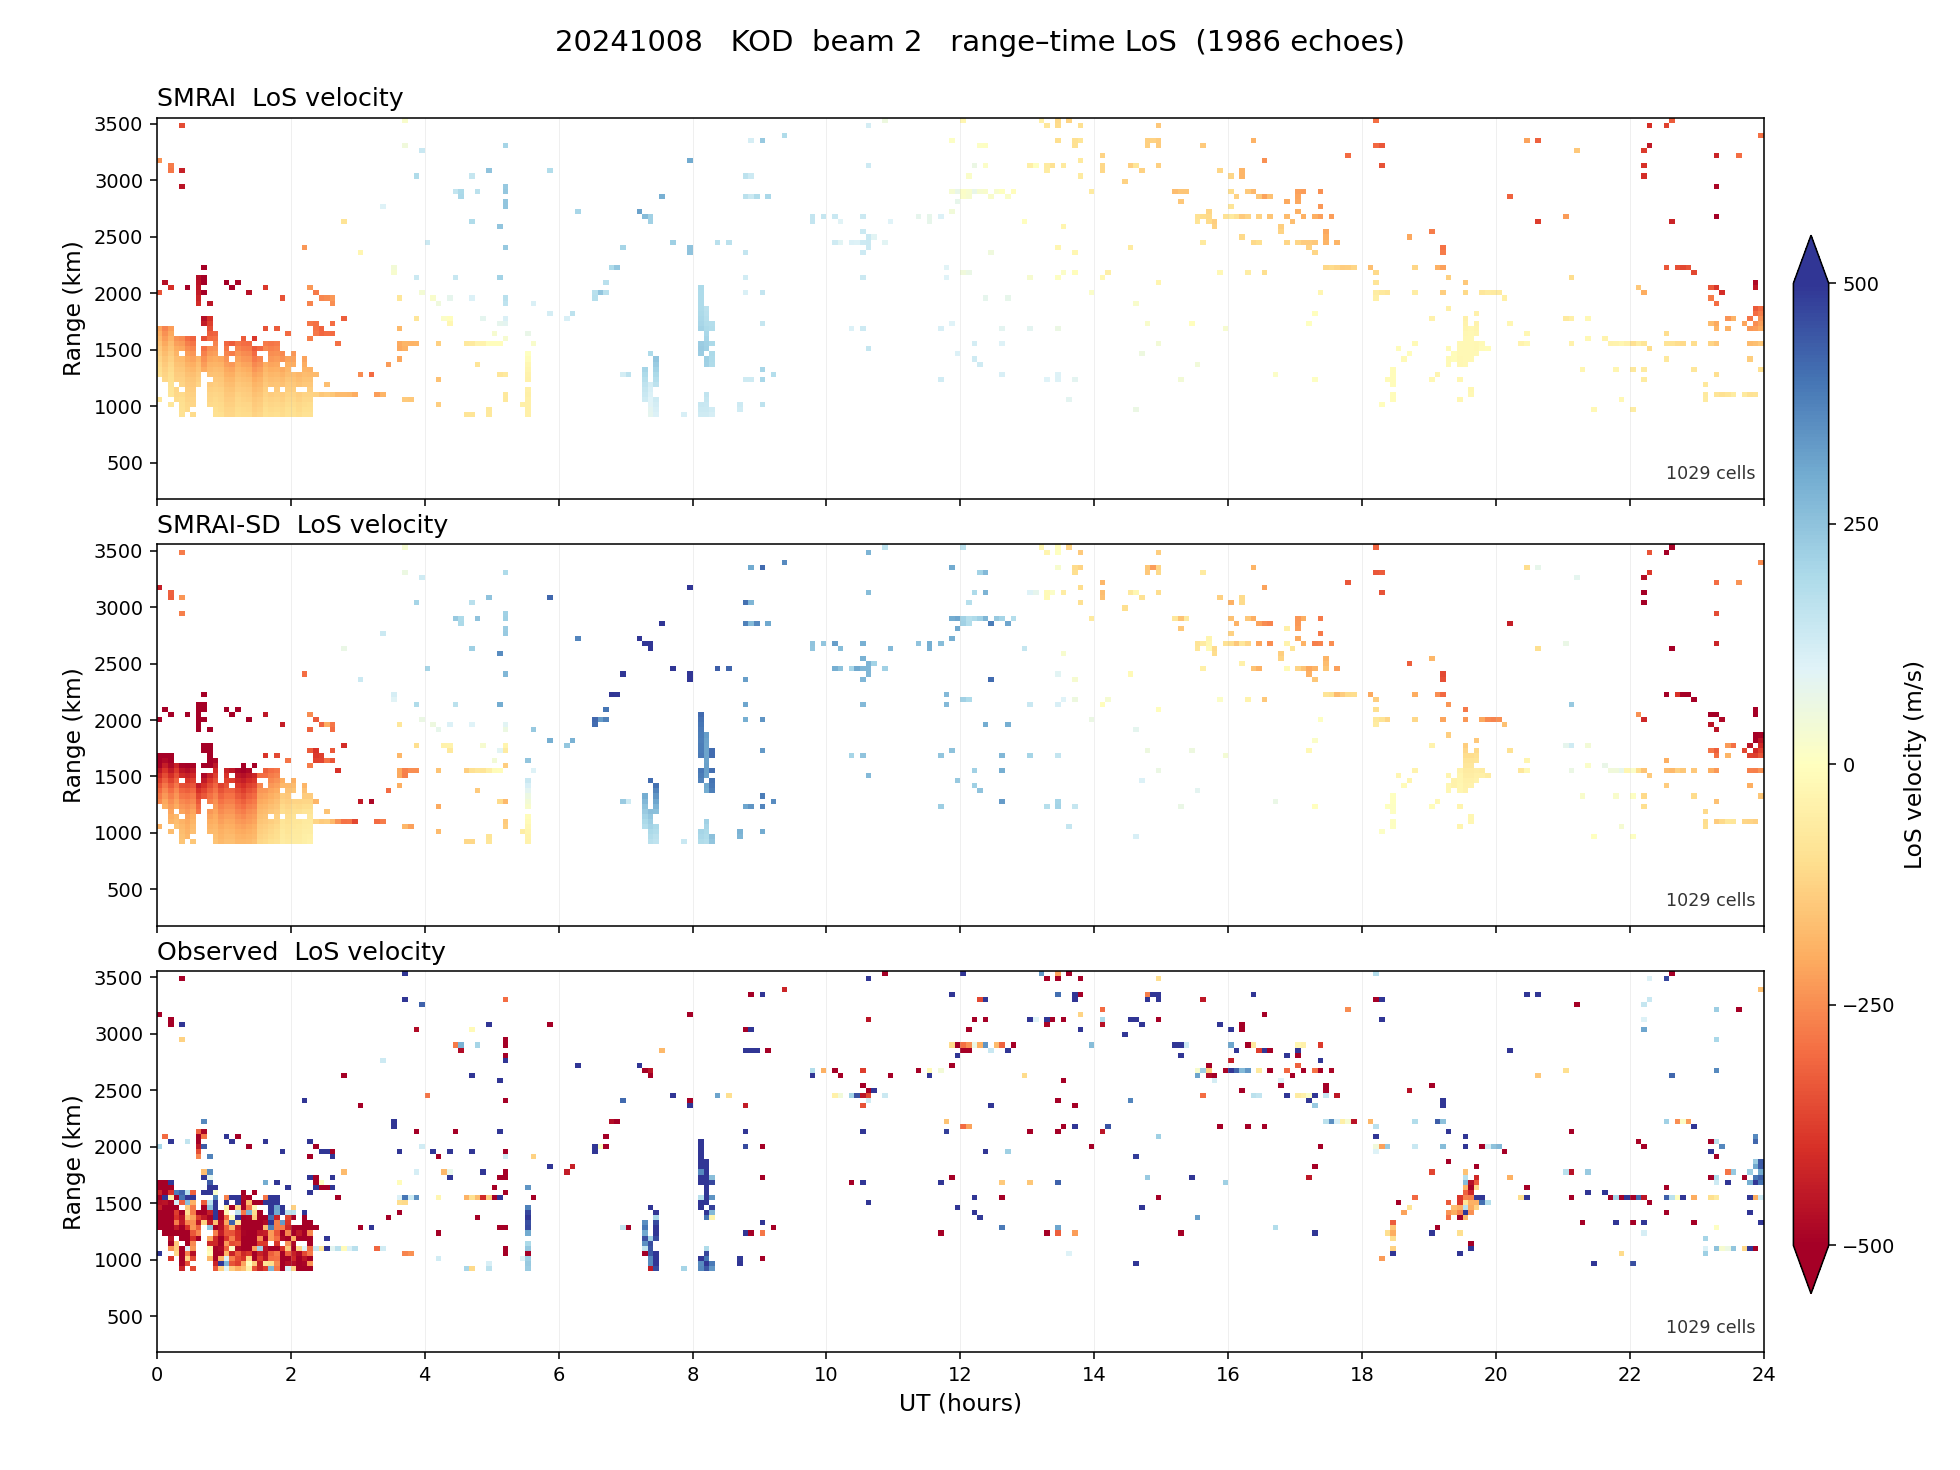 20241008 KOD beam 2 range–time LoS (1986 echoes)
SMRAI LoS velocity
3500
3000
2500
2000
1500
1000
500
Range (km)
1029 cells
SMRAI-SD LoS velocity
3500
3000
2500
2000
1500
1000
500
Range (km)
1029 cells
Observed LoS velocity
3500
3000
2500
2000
1500
1000
500
Range (km)
1029 cells
0 2 4 6 8 10 12 14 16 18 20 22 24
UT (hours)
500
250
0
−250
−500
LoS velocity (m/s)